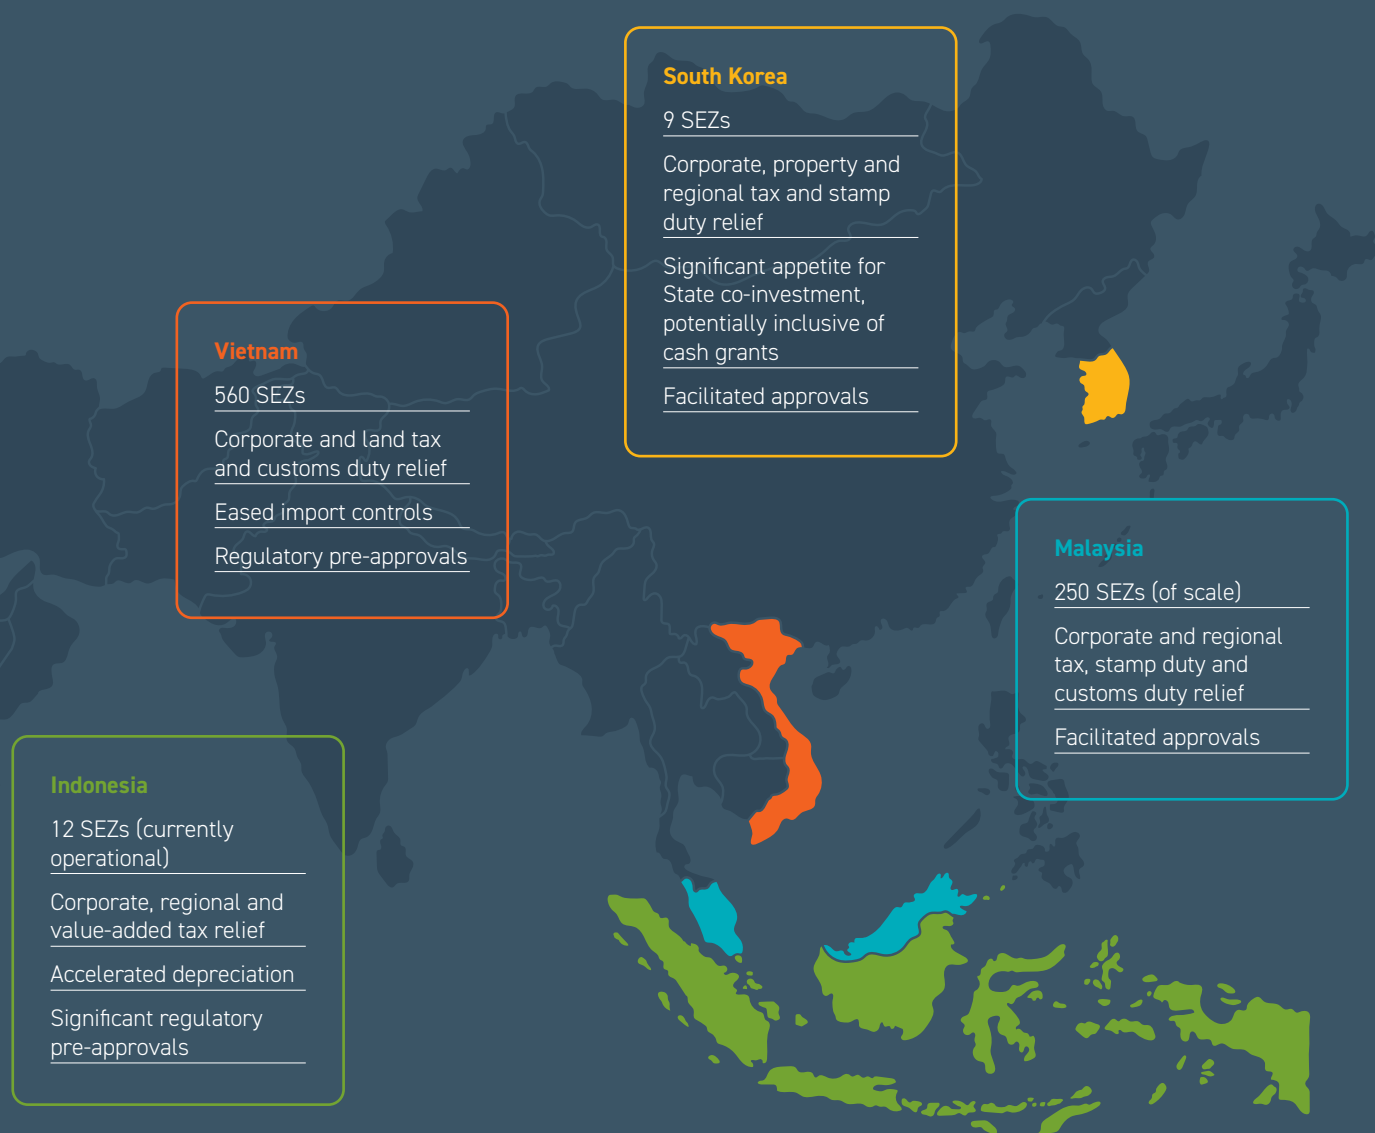 South Korea
9 SEZs
Corporate, property and
regional tax and stamp
duty relief
Significant appetite for
State co-investment,
potentially inclusive of
cash grants
Facilitated approvals
Vietnam
560 SEZs
Corporate and land tax
and customs duty relief
Eased import controls
Regulatory pre-approvals
Malaysia
250 SEZs (of scale)
Corporate and regional
tax, stamp duty and
customs duty relief
Facilitated approvals
Indonesia
12 SEZs (currently
operational)
Corporate, regional and
value-added tax relief
Accelerated depreciation
Significant regulatory
pre-approvals